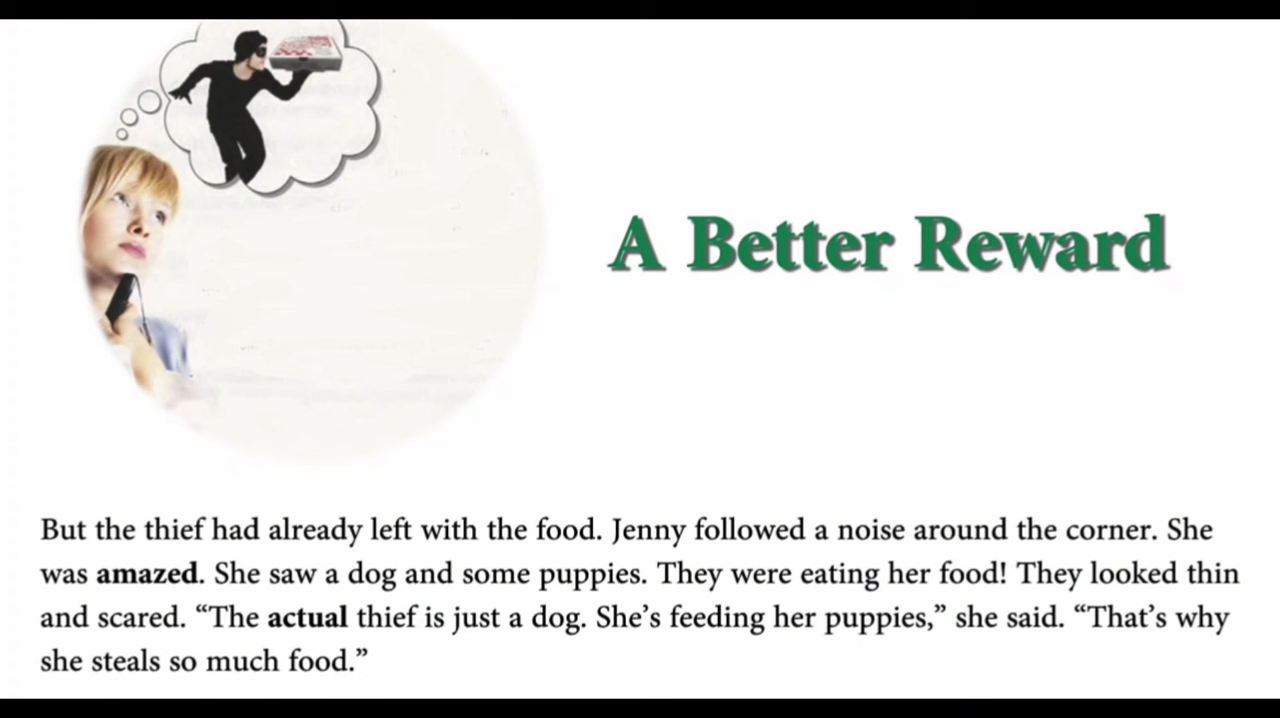 A Better Reward
But the thief had already left with the food. Jenny followed a noise around the corner. She
was amazed. She saw a dog and some puppies. They were eating her food! They looked thin
and scared. “The actual thief is just a dog. She’s feeding her puppies,” she said. “That’s why
she steals so much food.”